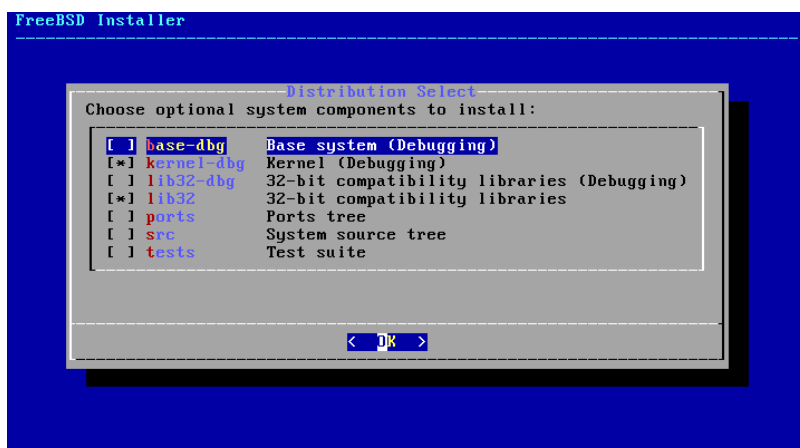 FreeBSD Installer
Distribution Select
Choose optional system components to install:
[ ] base-dbg Base system (Debugging)
[*] kernel-dbg Kernel (Debugging)
[ ] lib32-dbg 32-bit compatibility libraries (Debugging)
[*] lib32 32-bit compatibility libraries
[ ] ports Ports tree
[ ] src System source tree
[ ] tests Test suite
< OK >